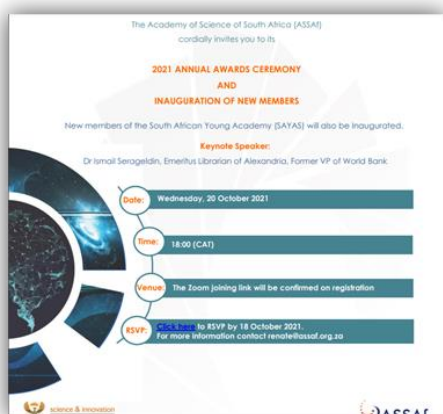 The Academy of Science of South Africa (ASSAf)
cordially invites you to its
2021 ANNUAL AWARDS CEREMONY
AND
INAUGURATION OF NEW MEMBERS
New members of the South African Young Academy (SAYAS) will also be inaugurated.
Keynote Speaker:
Dr Ismail Serageldin, Emeritus Librarian of Alexandria, Former VP of World Bank
Date: Wednesday, 20 October 2021
Time: 18:00 (CAT)
Venue: The Zoom joining link will be confirmed on registration
RSVP: Click here to RSVP by 18 October 2021.
For more information contact renate@assaf.org.za
science & innovation
ASSAf